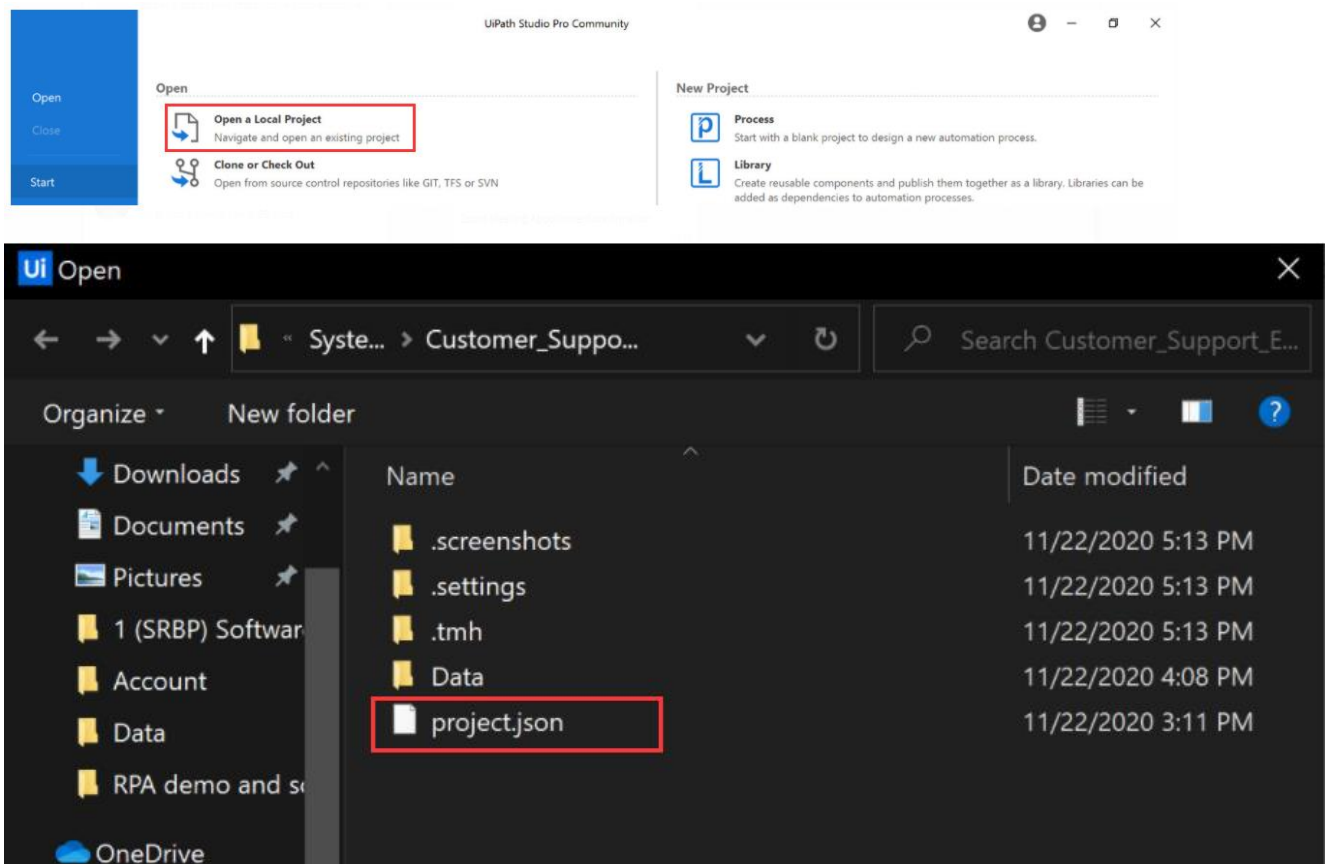 UiPath Studio Pro Community
Open
Close
Start
Open
Open a Local Project
Navigate and open an existing project
Clone or Check Out
Open from source control repositories like GIT, TFS or SVN
New Project
Process
Start with a blank project to design a new automation process.
Library
Create reusable components and publish them together as a library. Libraries can be
added as dependencies to automation processes.
Ui Open
« Syste... > Customer_Suppo...
Search Customer_Support_E...
Organize
New folder
?
Downloads
Documents
Pictures
1 (SRBP) Softwar
Account
Data
RPA demo and so
OneDrive
Name Date modified
.screenshots 11/22/2020 5:13 PM
.settings 11/22/2020 5:13 PM
.tmh 11/22/2020 5:13 PM
Data 11/22/2020 4:08 PM
project.json 11/22/2020 3:11 PM